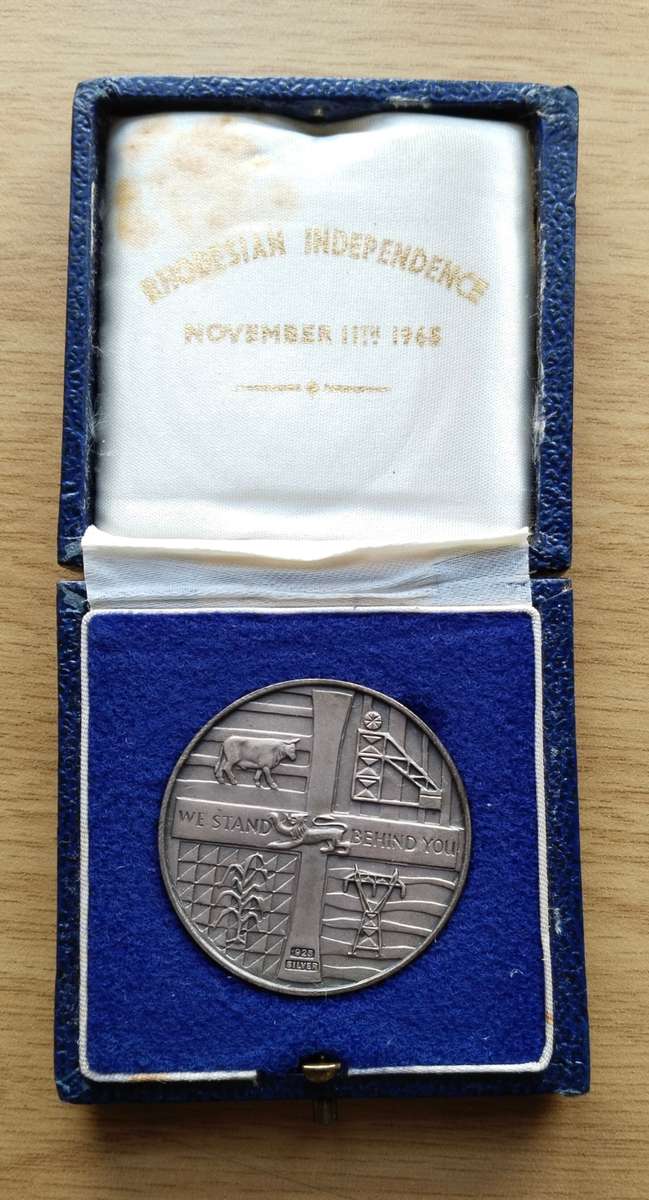 RHODESIAN INDEPENDENCE
NOVEMBER 11TH 1965
WE STAND BEHIND YOU
925
SILVER